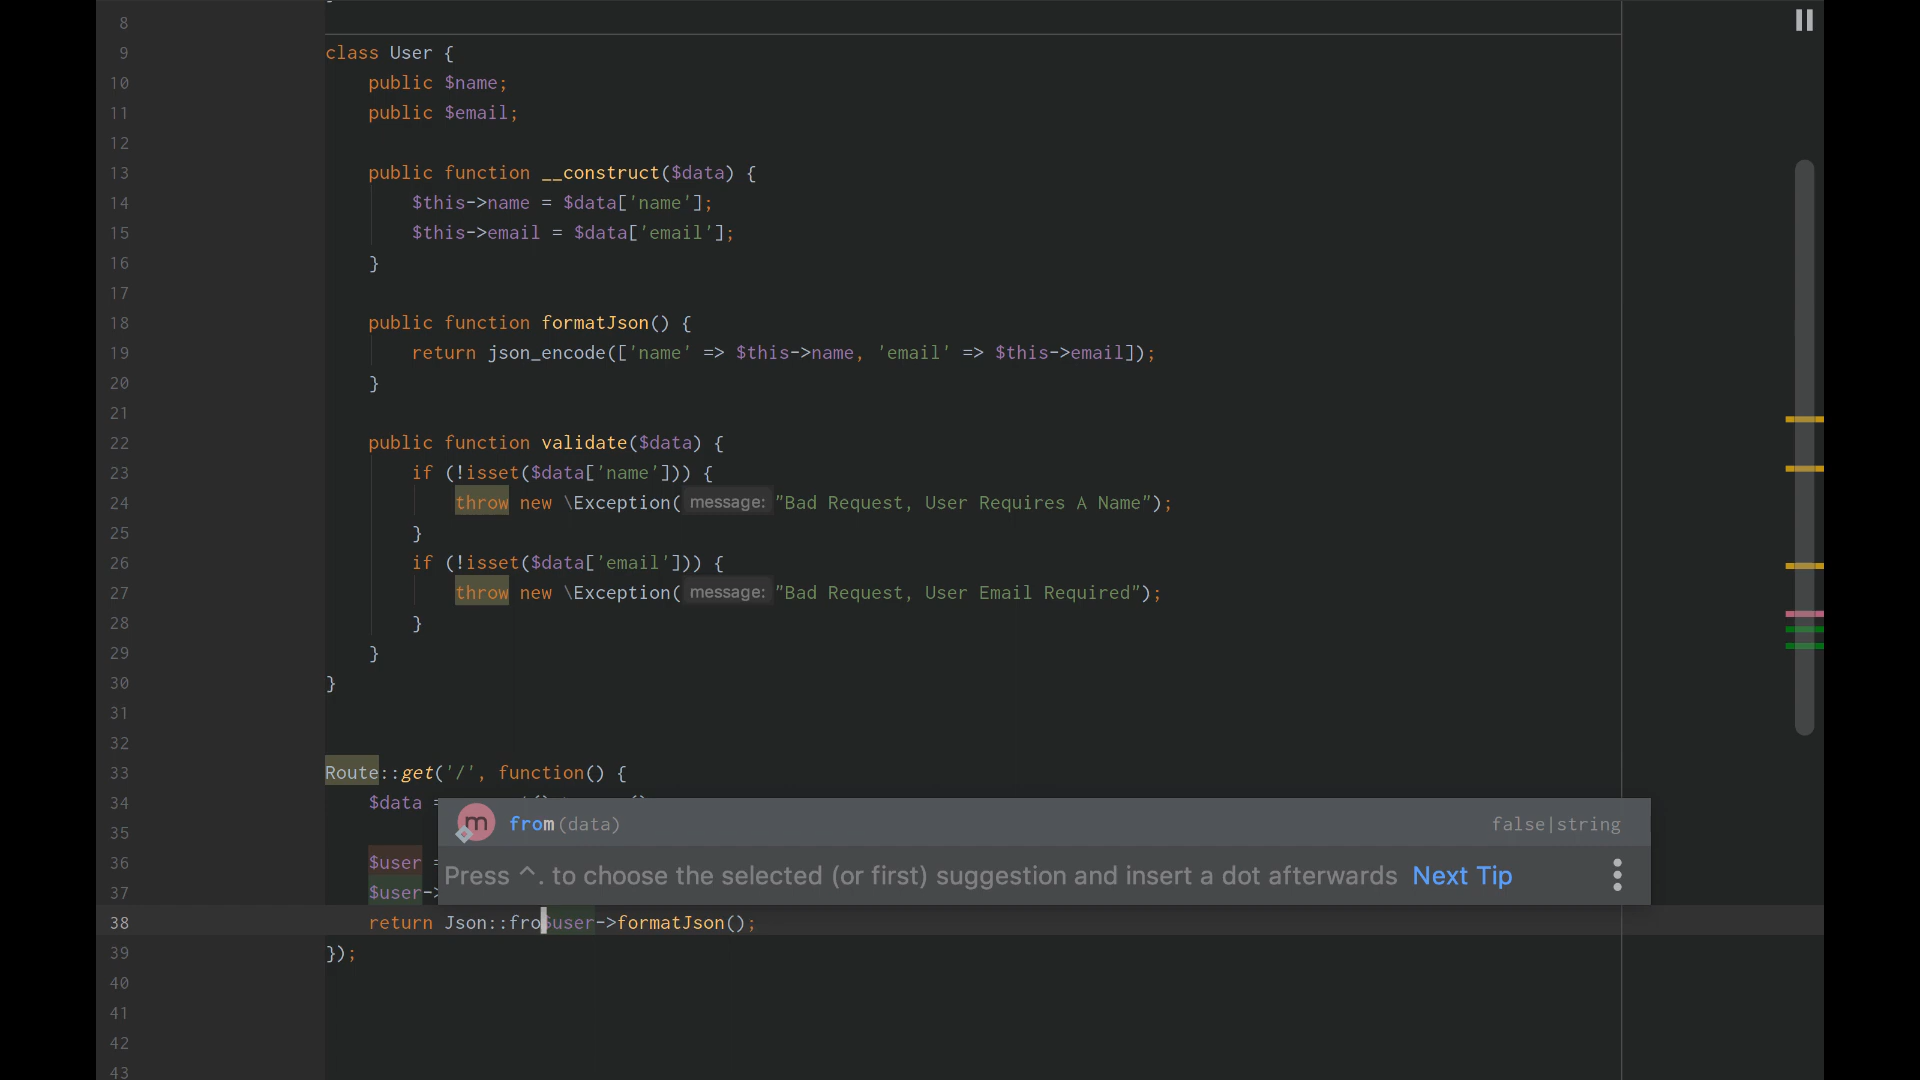 8
9 class User {
10 public $name;
11 public $email;
12
13 public function __construct($data) {
14 $this->name = $data['name'];
15 $this->email = $data['email'];
16 }
17
18 public function formatJson() {
19 return json_encode(['name' => $this->name, 'email' => $this->email]);
20 }
21
22 public function validate($data) {
23 if (!isset($data['name'])) {
24 throw new \Exception( message: "Bad Request, User Requires A Name");
25 }
26 if (!isset($data['email'])) {
27 throw new \Exception( message: "Bad Request, User Email Required");
28 }
29 }
30 }
31
32
33 Route::get('/', function() {
34 $data =
m from(data) false|string
35
36 $user =
Press ^. to choose the selected (or first) suggestion and insert a dot afterwards Next Tip
37 $user->
38 return Json::fro$user->formatJson();
39 });
40
41
42
43